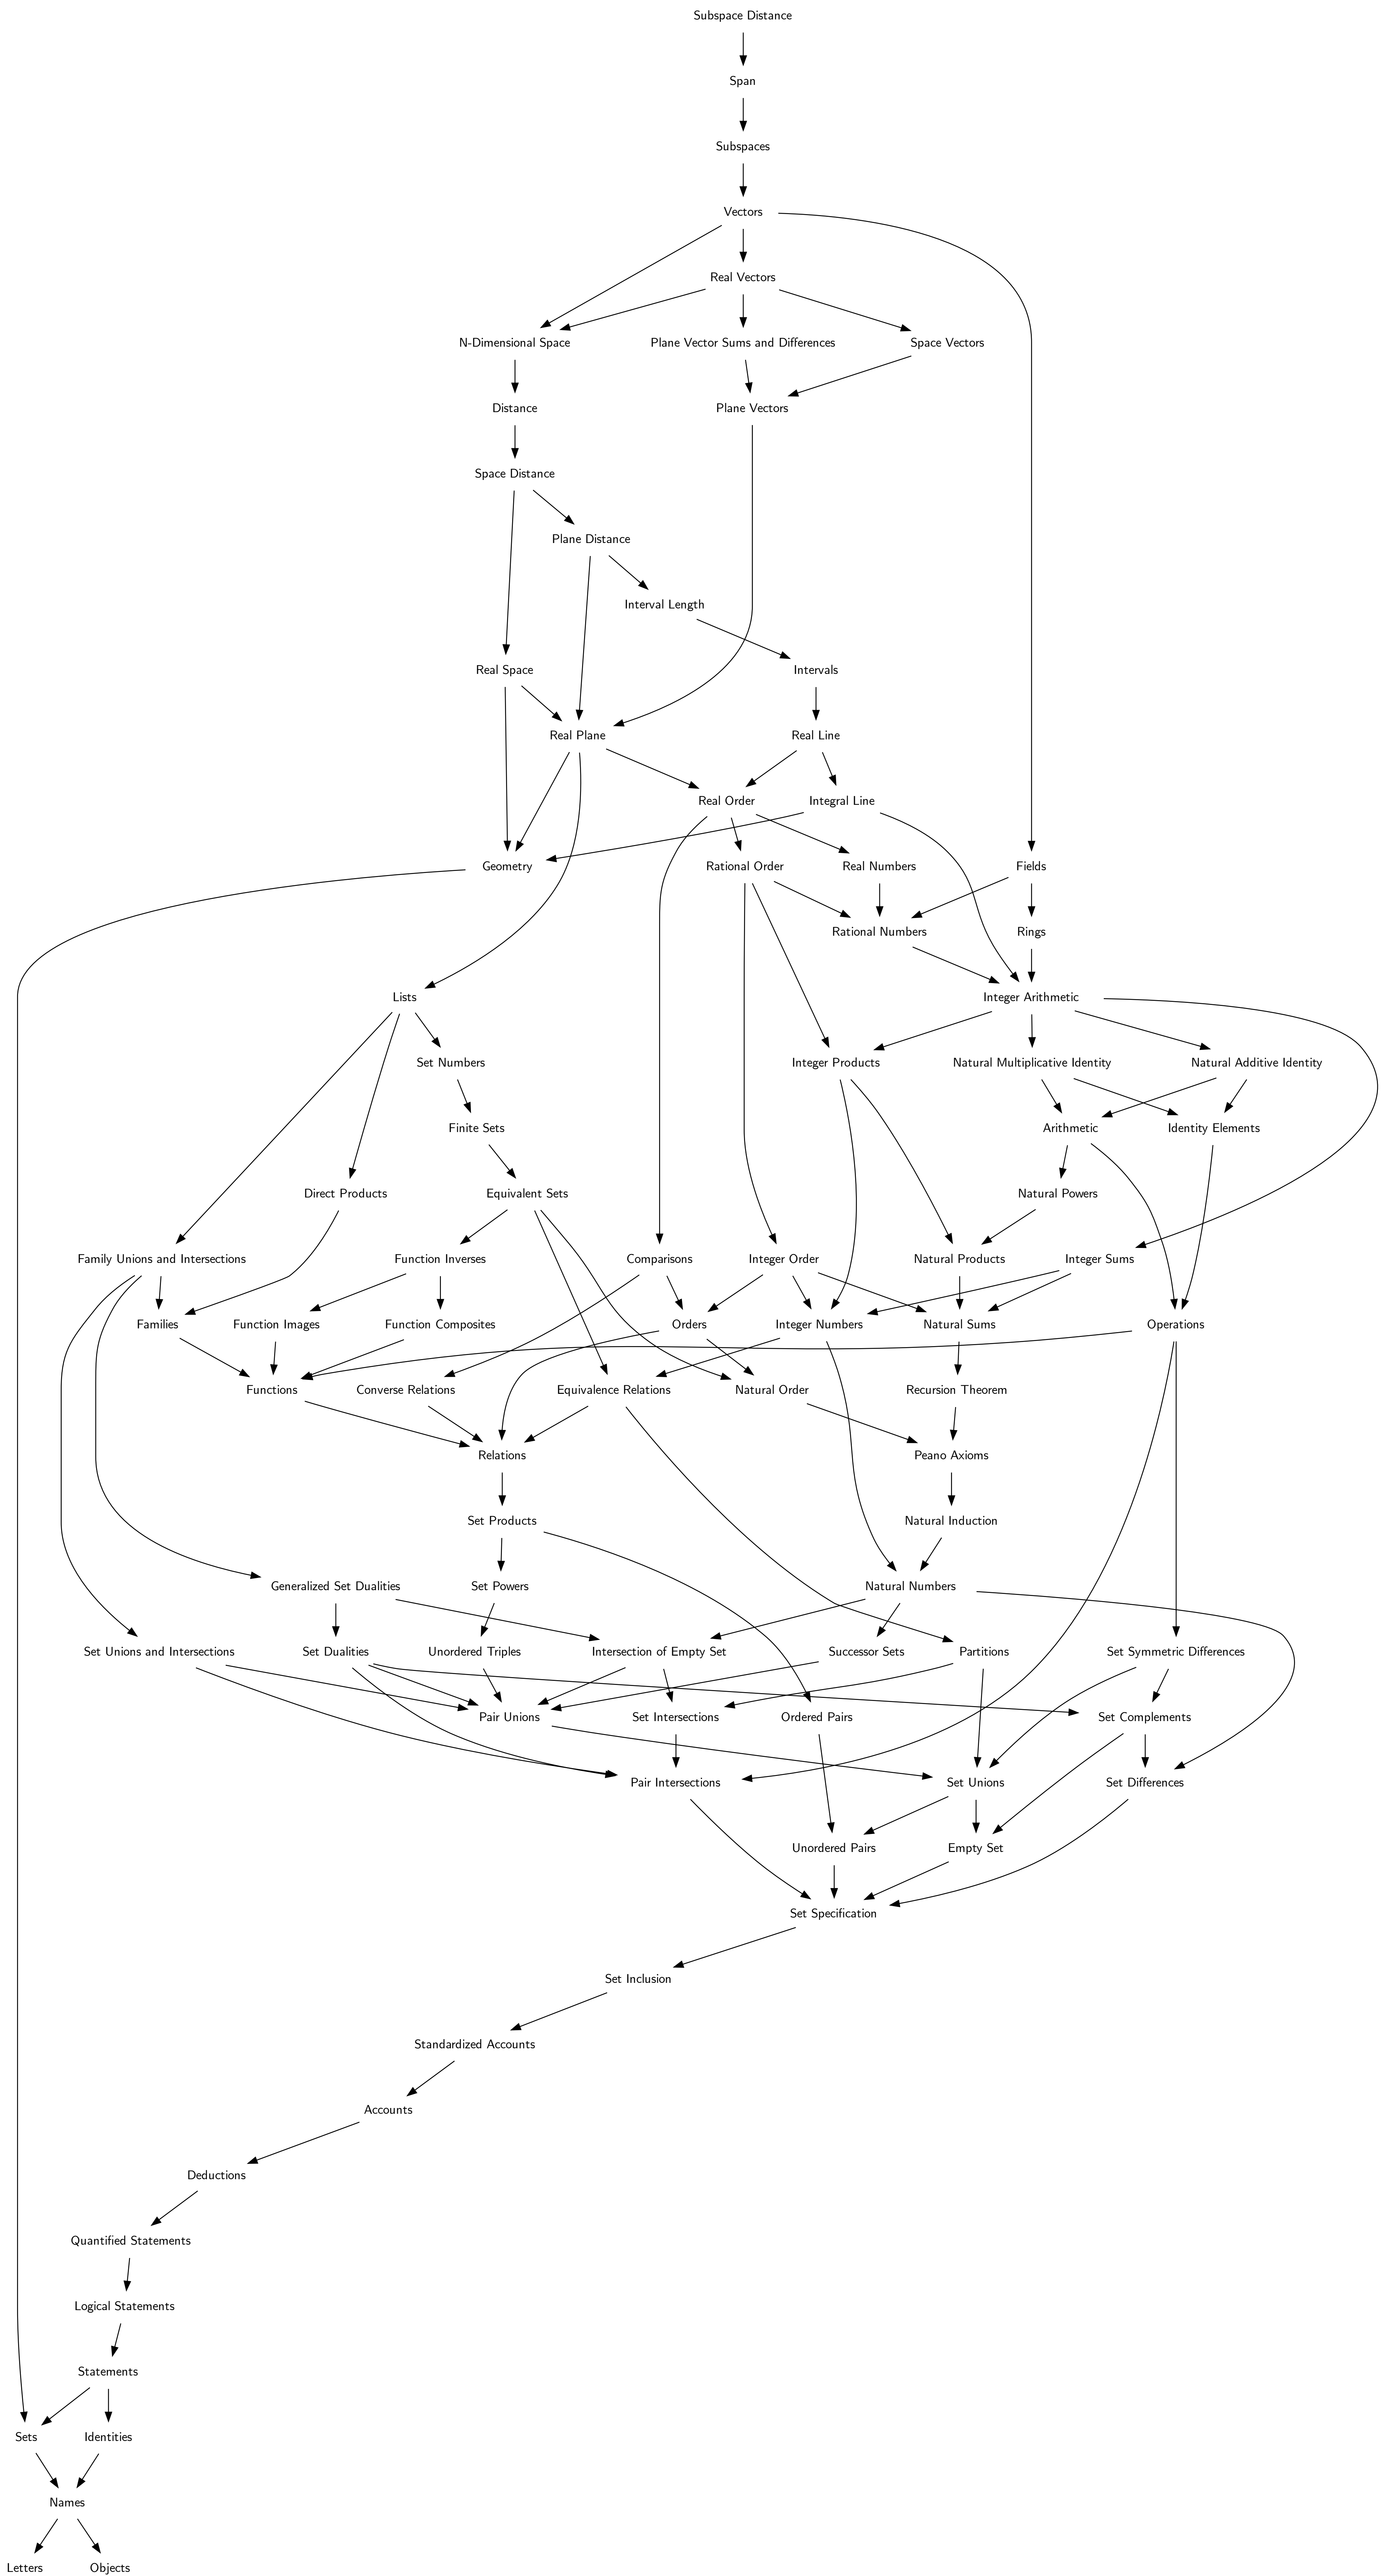 Subspace Distance
Span
Subspaces
Vectors
Real Vectors
N-Dimensional Space
Plane Vector Sums and Differences
Space Vectors
Distance
Plane Vectors
Space Distance
Plane Distance
Interval Length
Real Space
Intervals
Real Plane
Real Line
Real Order
Integral Line
Geometry
Rational Order
Real Numbers
Fields
Rational Numbers
Rings
Lists
Integer Arithmetic
Set Numbers
Integer Products
Natural Multiplicative Identity
Natural Additive Identity
Finite Sets
Arithmetic
Identity Elements
Direct Products
Equivalent Sets
Natural Powers
Family Unions and Intersections
Function Inverses
Comparisons
Integer Order
Natural Products
Integer Sums
Families
Function Images
Function Composites
Orders
Integer Numbers
Natural Sums
Operations
Functions
Converse Relations
Equivalence Relations
Natural Order
Recursion Theorem
Relations
Peano Axioms
Set Products
Natural Induction
Generalized Set Dualities
Set Powers
Natural Numbers
Set Unions and Intersections
Set Dualities
Unordered Triples
Intersection of Empty Set
Successor Sets
Partitions
Set Symmetric Differences
Pair Unions
Set Intersections
Ordered Pairs
Set Complements
Pair Intersections
Set Unions
Set Differences
Unordered Pairs
Empty Set
Set Specification
Set Inclusion
Standardized Accounts
Accounts
Deductions
Quantified Statements
Logical Statements
Statements
Sets
Identities
Names
Letters
Objects